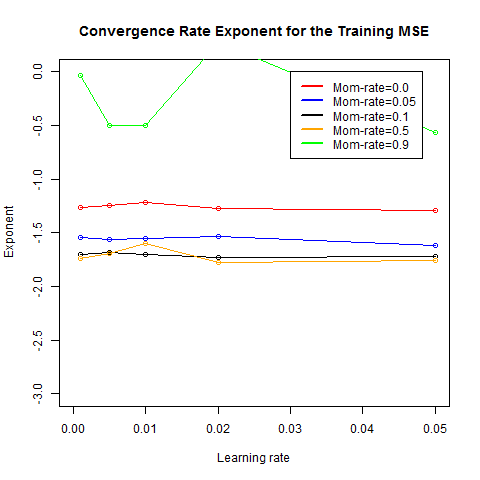 Convergence Rate Exponent for the Training MSE
Exponent
0.0
-0.5
-1.0
-1.5
-2.0
-2.5
-3.0
Mom-rate=0.0
Mom-rate=0.05
Mom-rate=0.1
Mom-rate=0.5
Mom-rate=0.9
0.00 0.01 0.02 0.03 0.04 0.05
Learning rate